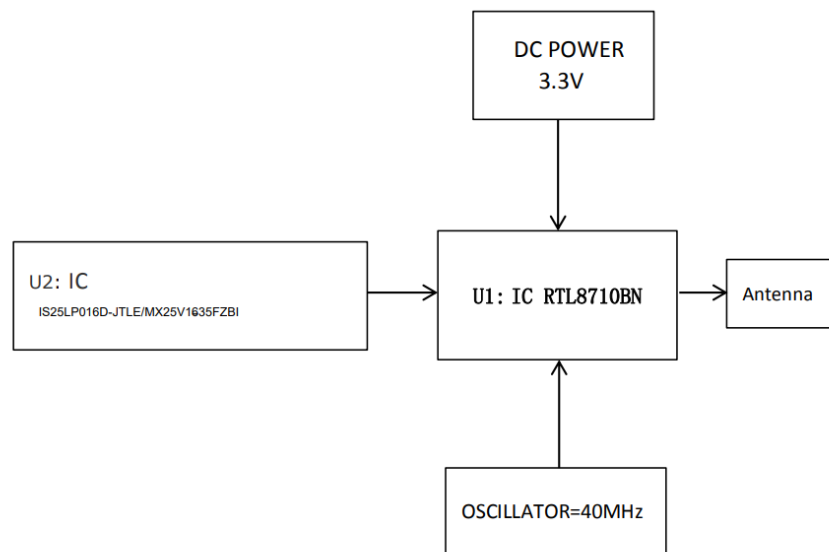 DC POWER
3.3V
U2: IC
IS25LP016D-JTLE/MX25V1635FZBI
U1: IC RTL8710BN
Antenna
OSCILLATOR=40MHz